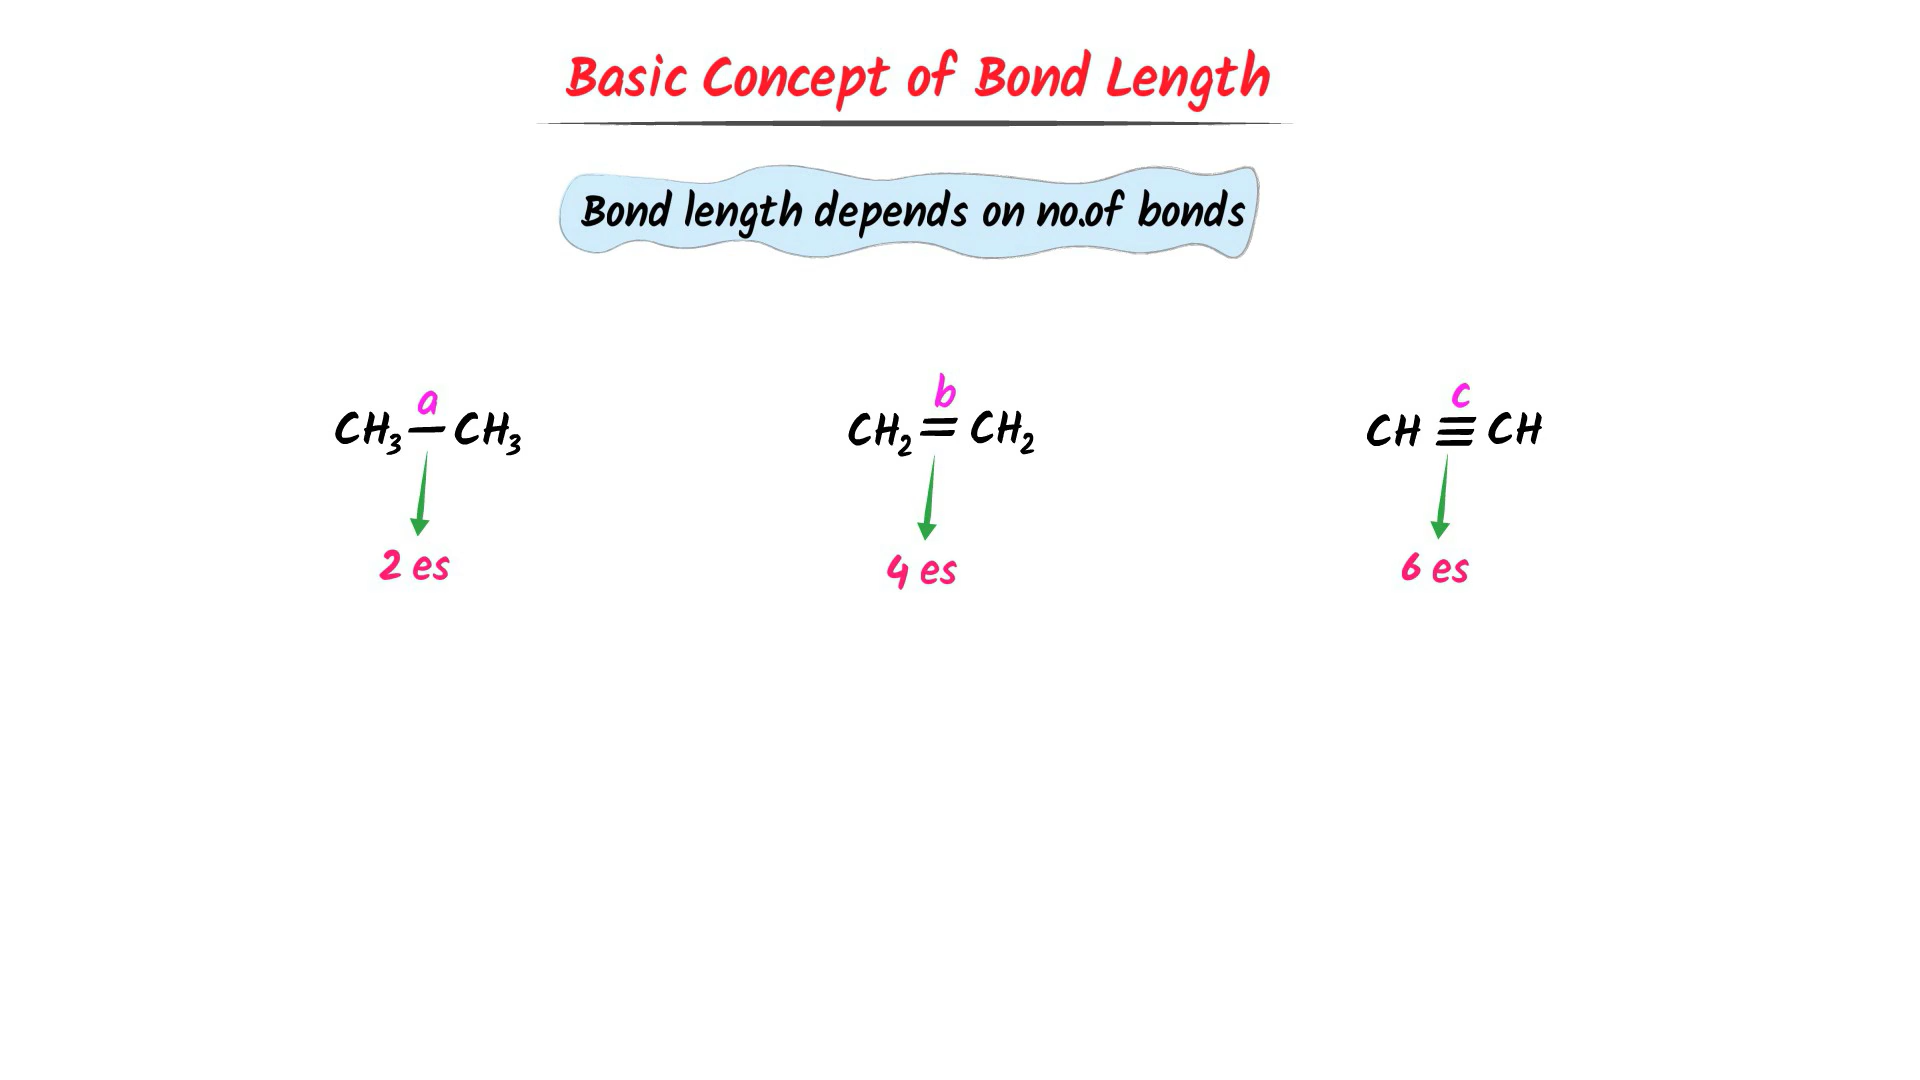 Basic Concept of Bond Length
Bond length depends on no.of bonds
a
CH₃ — CH₃
b
CH₂ = CH₂
c
CH ≡ CH
2 es
4 es
6 es